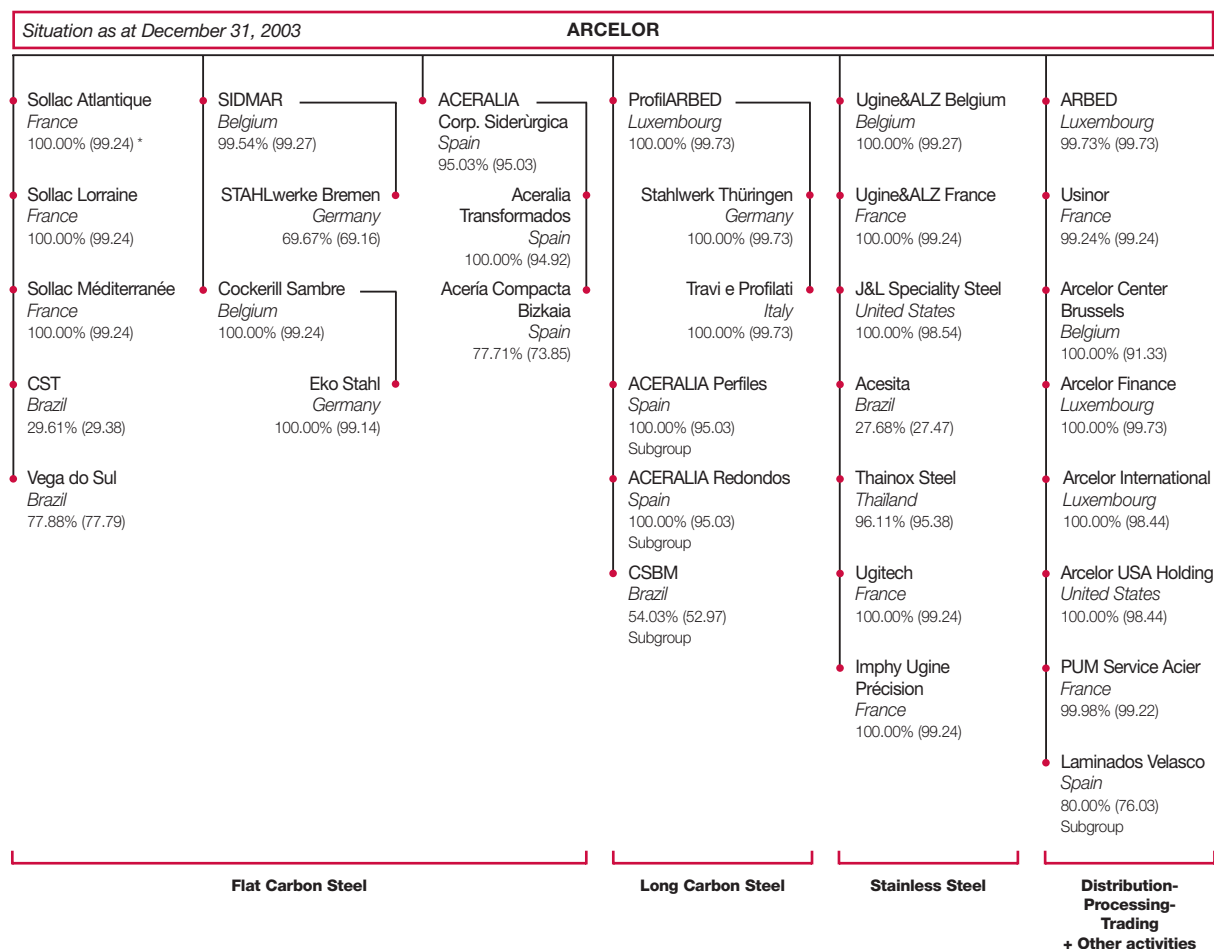 Situation as at December 31, 2003
ARCELOR
Sollac Atlantique
France
100.00% (99.24) *
Sollac Lorraine
France
100.00% (99.24)
Sollac Méditerranée
France
100.00% (99.24)
CST
Brazil
29.61% (29.38)
Vega do Sul
Brazil
77.88% (77.79)
SIDMAR
Belgium
99.54% (99.27)
STAHLwerke Bremen
Germany
69.67% (69.16)
Cockerill Sambre
Belgium
100.00% (99.24)
Eko Stahl
Germany
100.00% (99.14)
ACERALIA
Corp. Siderùrgica
Spain
95.03% (95.03)
Aceralia
Transformados
Spain
100.00% (94.92)
Acería Compacta
Bizkaia
Spain
77.71% (73.85)
ProfilARBED
Luxembourg
100.00% (99.73)
Stahlwerk Thüringen
Germany
100.00% (99.73)
Travi e Profilati
Italy
100.00% (99.73)
ACERALIA Perfiles
Spain
100.00% (95.03)
Subgroup
ACERALIA Redondos
Spain
100.00% (95.03)
Subgroup
CSBM
Brazil
54.03% (52.97)
Subgroup
Ugine&ALZ Belgium
Belgium
100.00% (99.27)
Ugine&ALZ France
France
100.00% (99.24)
J&L Speciality Steel
United States
100.00% (98.54)
Acesita
Brazil
27.68% (27.47)
Thainox Steel
Thaïland
96.11% (95.38)
Ugitech
France
100.00% (99.24)
Imphy Ugine
Précision
France
100.00% (99.24)
ARBED
Luxembourg
99.73% (99.73)
Usinor
France
99.24% (99.24)
Arcelor Center
Brussels
Belgium
100.00% (91.33)
Arcelor Finance
Luxembourg
100.00% (99.73)
Arcelor International
Luxembourg
100.00% (98.44)
Arcelor USA Holding
United States
100.00% (98.44)
PUM Service Acier
France
99.98% (99.22)
Laminados Velasco
Spain
80.00% (76.03)
Subgroup
Flat Carbon Steel
Long Carbon Steel
Stainless Steel
Distribution-
Processing-
Trading
+ Other activities